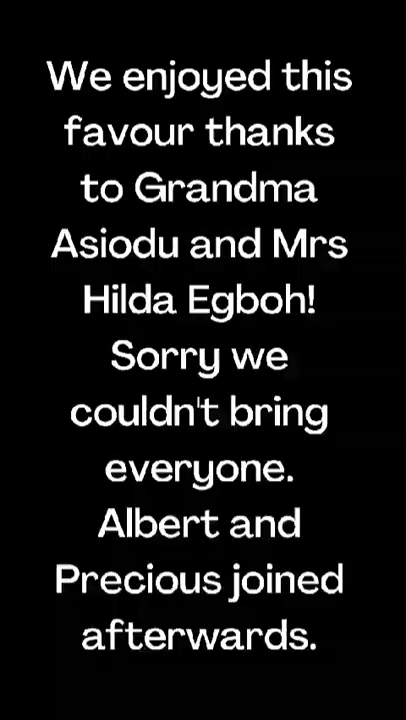 We enjoyed this
favour thanks
to Grandma
Asiodu and Mrs
Hilda Egboh!
Sorry we
couldn't bring
everyone.
Albert and
Precious joined
afterwards.